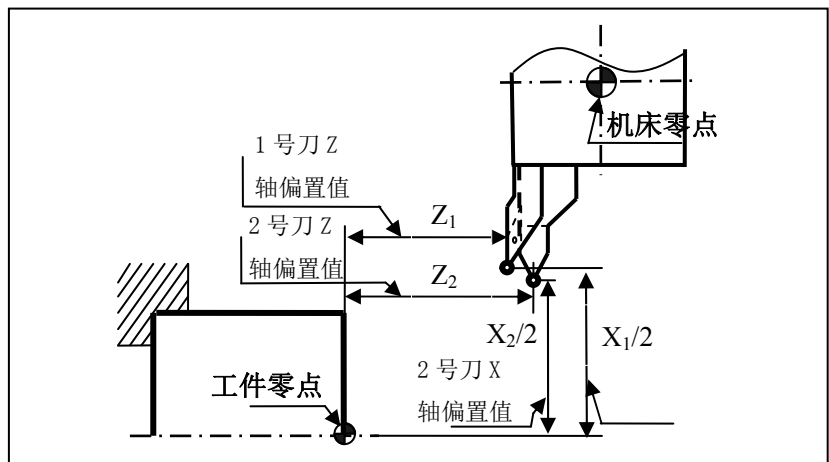 机床零点
1 号刀 Z
轴偏置值
Z₁
2 号刀 Z
轴偏置值
Z₂
X₂/2
X₁/2
2 号刀 X
轴偏置值
工件零点